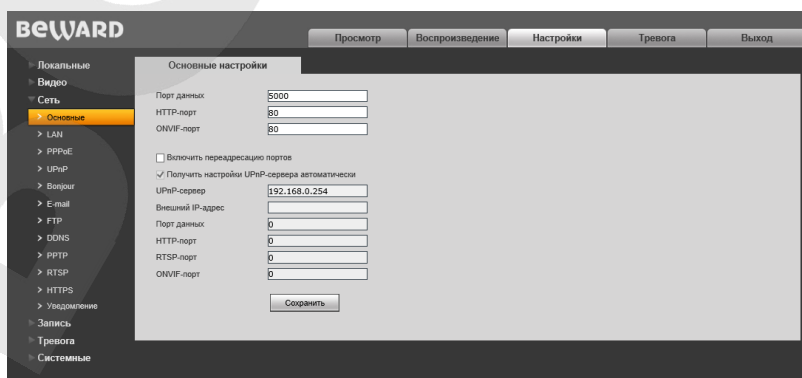 BEWARD
Просмотр
Воспроизведение
Настройки
Тревога
Выход
Локальные
Видео
Сеть
Основные
LAN
PPPoE
UPnP
Bonjour
E-mail
FTP
DDNS
PPTP
RTSP
HTTPS
Уведомление
Запись
Тревога
Системные
Основные настройки
Порт данных 5000
HTTP-порт 80
ONVIF-порт 80
Включить переадресацию портов
Получить настройки UPnP-сервера автоматически
UPnP-сервер 192.168.0.254
Внешний IP-адрес
Порт данных 0
HTTP-порт 0
RTSP-порт 0
ONVIF-порт 0
Сохранить